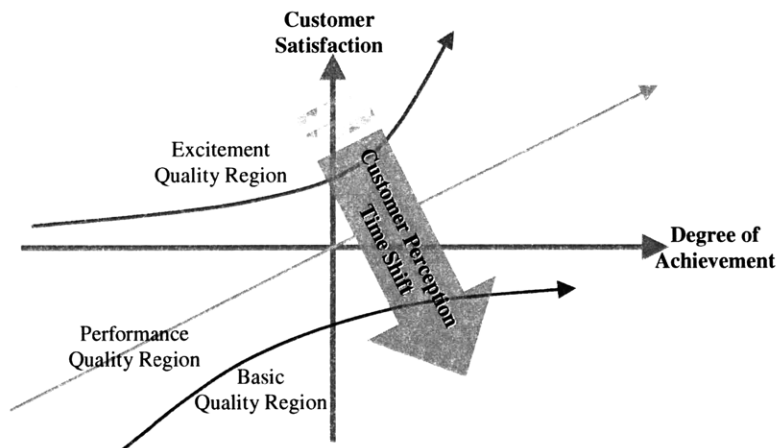 Customer
Satisfaction
Excitement
Quality Region
Customer Perception
Time Shift
Degree of
Achievement
Performance
Quality Region
Basic
Quality Region